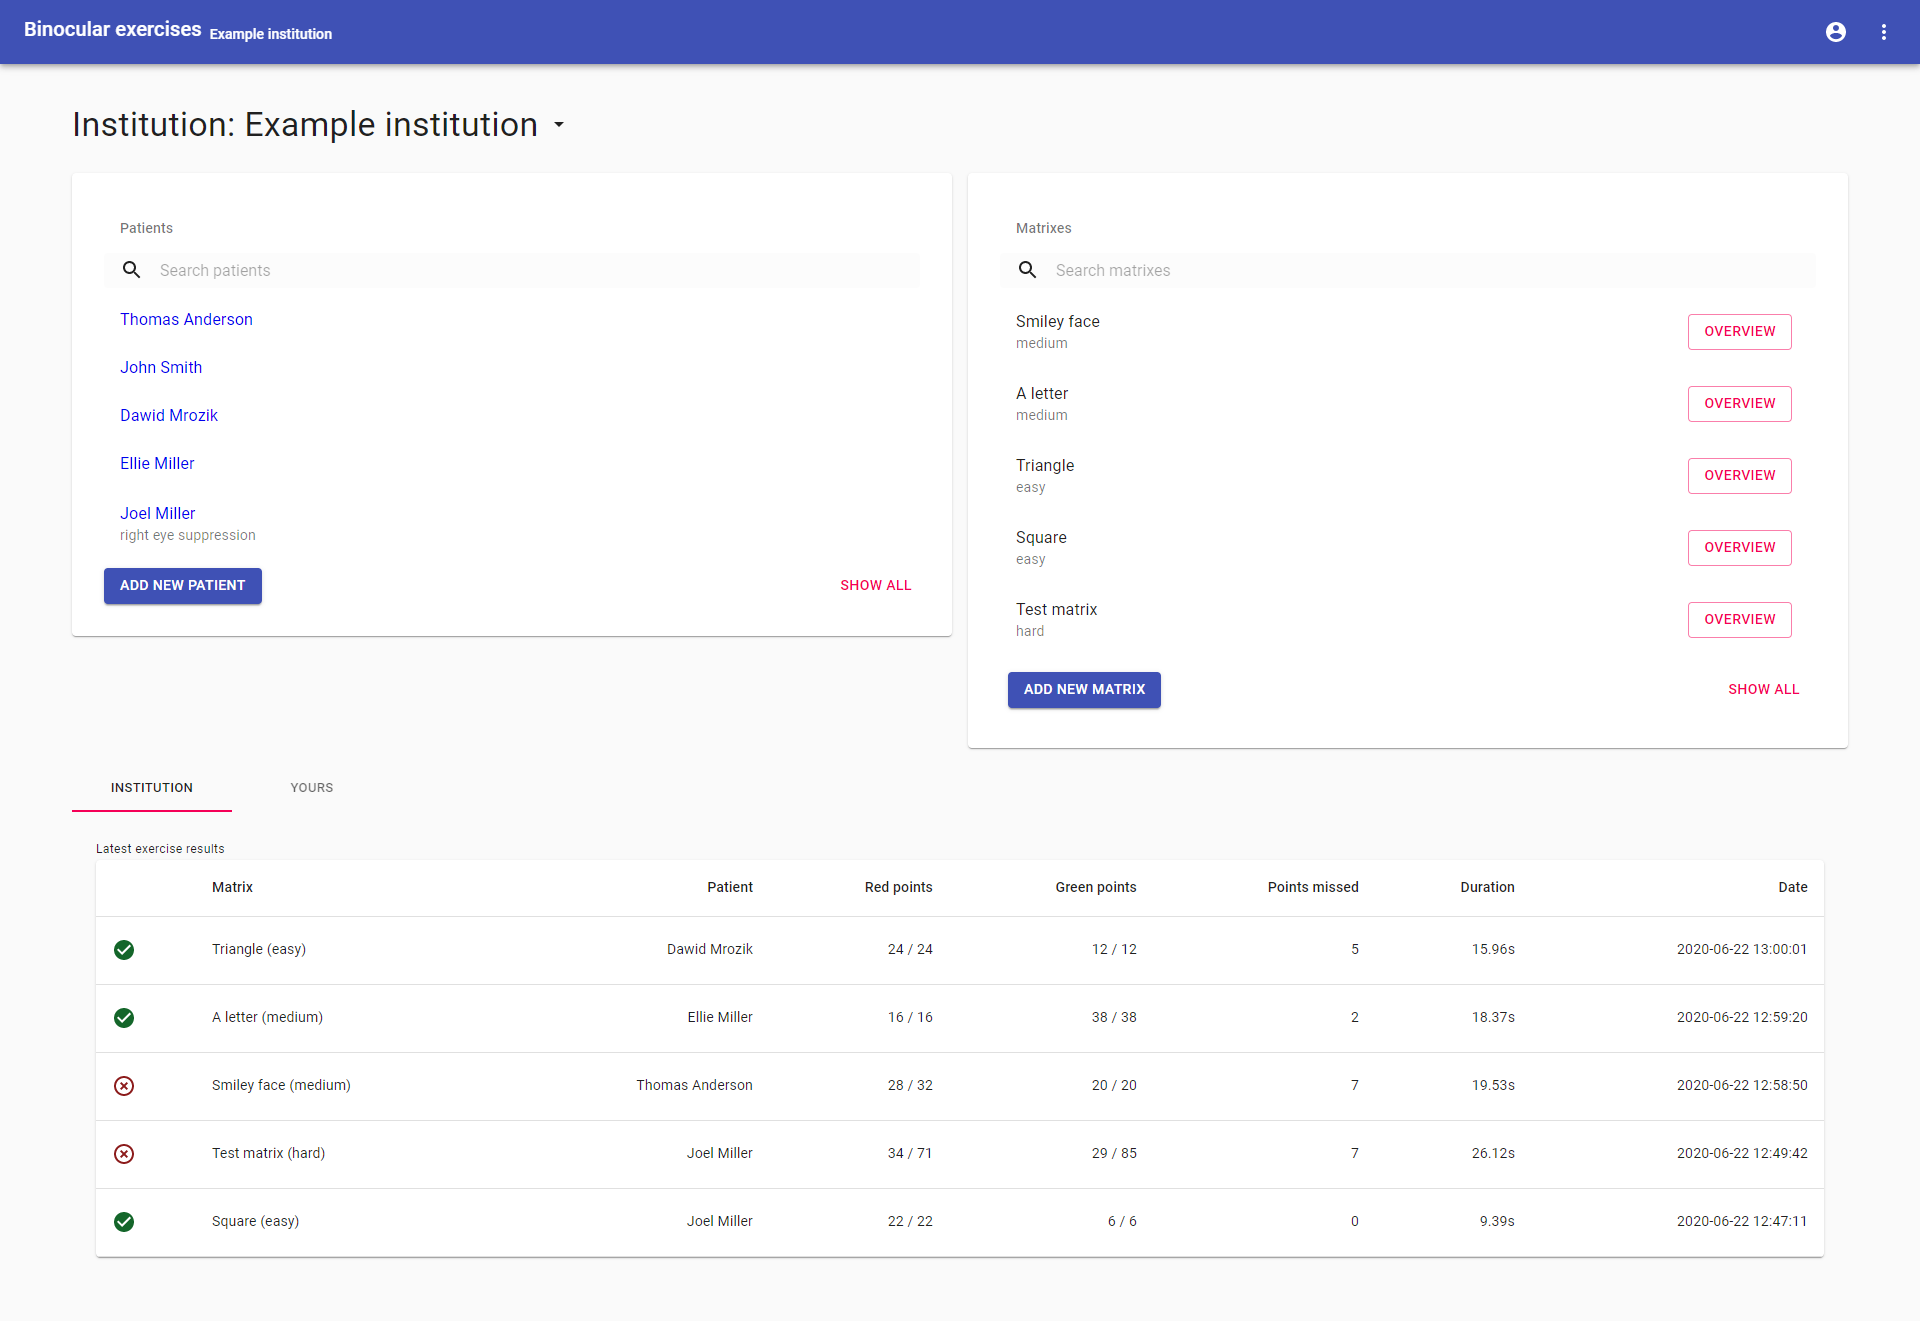 Binocular exercises Example institution
Institution: Example institution
Patients
Search patients
Thomas Anderson
John Smith
Dawid Mrozik
Ellie Miller
Joel Miller
right eye suppression
ADD NEW PATIENT SHOW ALL
Matrixes
Search matrixes
Smiley face
medium
OVERVIEW
A letter
medium
OVERVIEW
Triangle
easy
OVERVIEW
Square
easy
OVERVIEW
Test matrix
hard
OVERVIEW
ADD NEW MATRIX SHOW ALL
INSTITUTION YOURS
Latest exercise results
Matrix Patient Red points Green points Points missed Duration Date
Triangle (easy) Dawid Mrozik 24 / 24 12 / 12 5 15.96s 2020-06-22 13:00:01
A letter (medium) Ellie Miller 16 / 16 38 / 38 2 18.37s 2020-06-22 12:59:20
Smiley face (medium) Thomas Anderson 28 / 32 20 / 20 7 19.53s 2020-06-22 12:58:50
Test matrix (hard) Joel Miller 34 / 71 29 / 85 7 26.12s 2020-06-22 12:49:42
Square (easy) Joel Miller 22 / 22 6 / 6 0 9.39s 2020-06-22 12:47:11